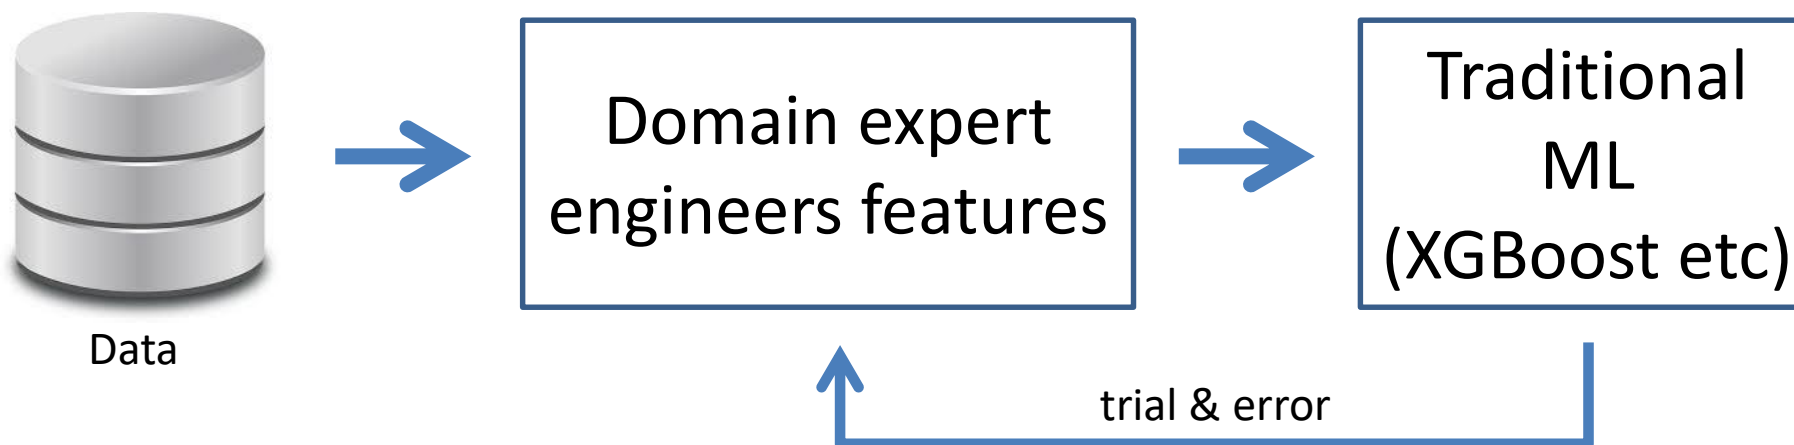 Data
Domain expert
engineers features
Traditional
ML
(XGBoost etc)
trial & error